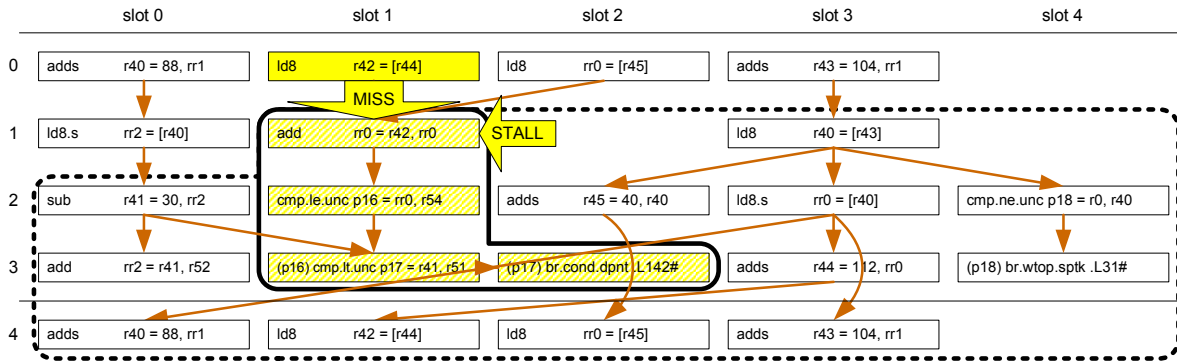 slot 0 slot 1 slot 2 slot 3 slot 4
0 adds r40 = 88, rr1 ld8 r42 = [r44] ld8 rr0 = [r45] adds r43 = 104, rr1
MISS
1 ld8.s rr2 = [r40] add rr0 = r42, rr0 STALL ld8 r40 = [r43]
2 sub r41 = 30, rr2 cmp.le.unc p16 = rr0, r54 adds r45 = 40, r40 ld8.s rr0 = [r40] cmp.ne.unc p18 = r0, r40
3 add rr2 = r41, r52 (p16) cmp.lt.unc p17 = r41, r51 (p17) br.cond.dpnt .L142# adds r44 = 112, rr0 (p18) br.wtop.sptk .L31#
4 adds r40 = 88, rr1 ld8 r42 = [r44] ld8 rr0 = [r45] adds r43 = 104, rr1